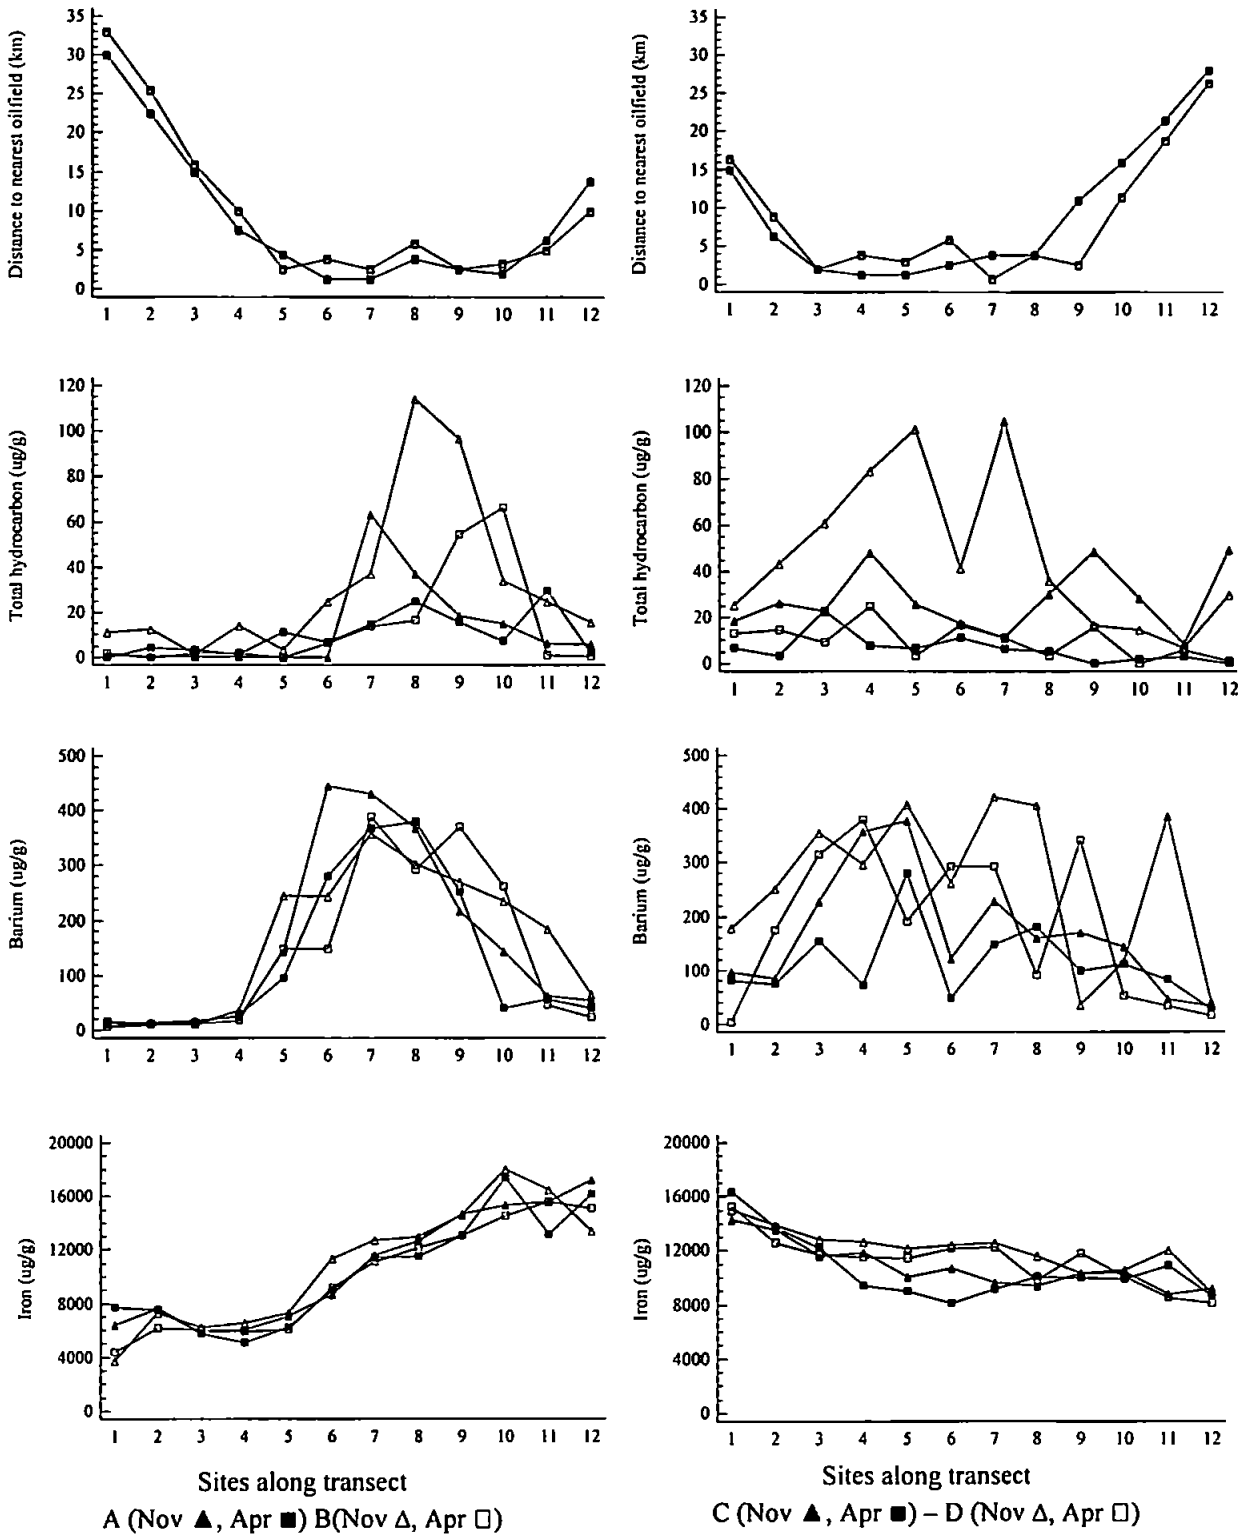 Distance to nearest oilfield (km)
35
30
25
20
15
10
5
0
1 2 3 4 5 6 7 8 9 10 11 12
Distance to nearest oilfield (km)
35
30
25
20
15
10
5
0
1 2 3 4 5 6 7 8 9 10 11 12
Total hydrocarbon (ug/g)
120
100
80
60
40
20
0
1 2 3 4 5 6 7 8 9 10 11 12
Total hydrocarbon (ug/g)
120
100
80
60
40
20
0
1 2 3 4 5 6 7 8 9 10 11 12
Barium (ug/g)
500
400
300
200
100
0
1 2 3 4 5 6 7 8 9 10 11 12
Barium (ug/g)
500
400
300
200
100
0
1 2 3 4 5 6 7 8 9 10 11 12
Iron (ug/g)
20000
16000
12000
8000
4000
0
1 2 3 4 5 6 7 8 9 10 11 12
Sites along transect
A (Nov ▲, Apr ■) B(Nov Δ, Apr □)
Iron (ug/g)
20000
16000
12000
8000
4000
0
1 2 3 4 5 6 7 8 9 10 11 12
Sites along transect
C (Nov ▲, Apr ■) – D (Nov Δ, Apr □)